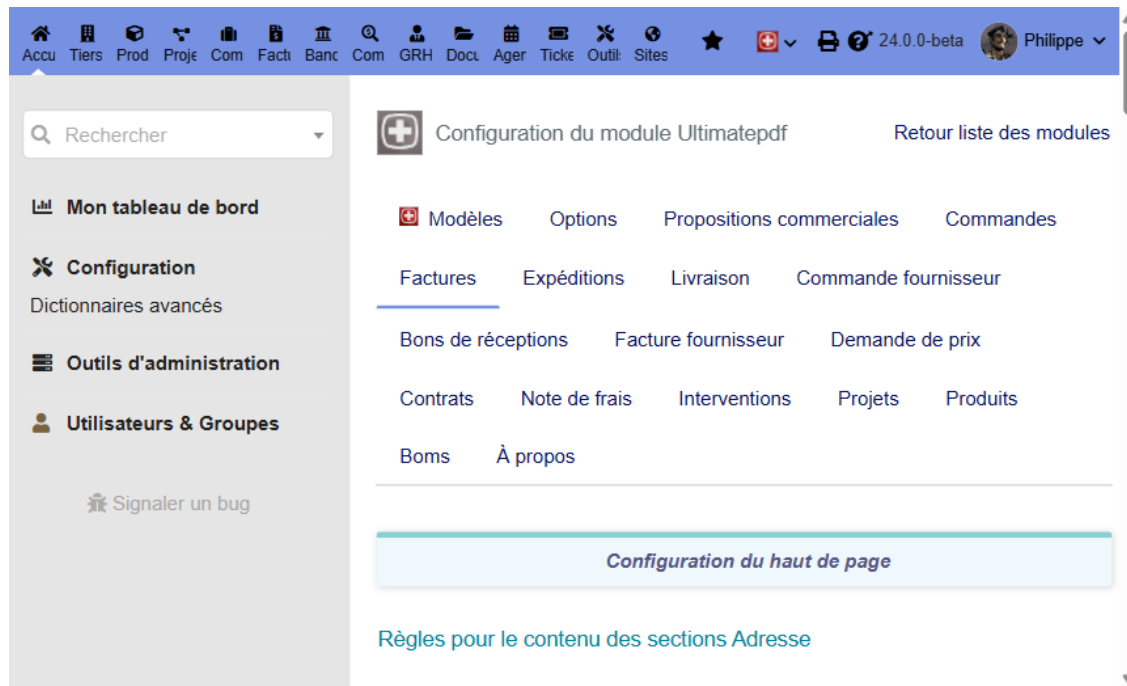 Accu Tiers Prod Proje Com Factu Banc Com GRH Docu Ager Ticke Outils Sites 24.0.0-beta Philippe
Rechercher
Configuration du module Ultimatepdf
Retour liste des modules
Mon tableau de bord
Modèles Options Propositions commerciales Commandes
Configuration
Factures Expéditions Livraison Commande fournisseur
Dictionnaires avancés
Bons de réceptions Facture fournisseur Demande de prix
Outils d'administration
Contrats Note de frais Interventions Projets Produits
Utilisateurs & Groupes
Boms À propos
Signaler un bug
Configuration du haut de page
Règles pour le contenu des sections Adresse